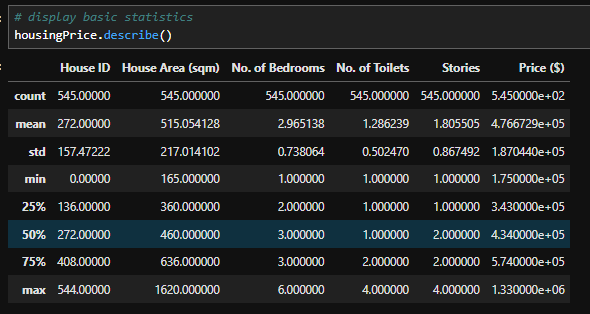 # display basic statistics
housingPrice.describe()
House ID House Area (sqm) No. of Bedrooms No. of Toilets Stories Price ($)
count 545.00000 545.000000 545.000000 545.000000 545.000000 5.450000e+02
mean 272.00000 515.054128 2.965138 1.286239 1.805505 4.766729e+05
std 157.47222 217.014102 0.738064 0.502470 0.867492 1.870440e+05
min 0.00000 165.000000 1.000000 1.000000 1.000000 1.750000e+05
25% 136.00000 360.000000 2.000000 1.000000 1.000000 3.430000e+05
50% 272.00000 460.000000 3.000000 1.000000 2.000000 4.340000e+05
75% 408.00000 636.000000 3.000000 2.000000 2.000000 5.740000e+05
max 544.00000 1620.000000 6.000000 4.000000 4.000000 1.330000e+06